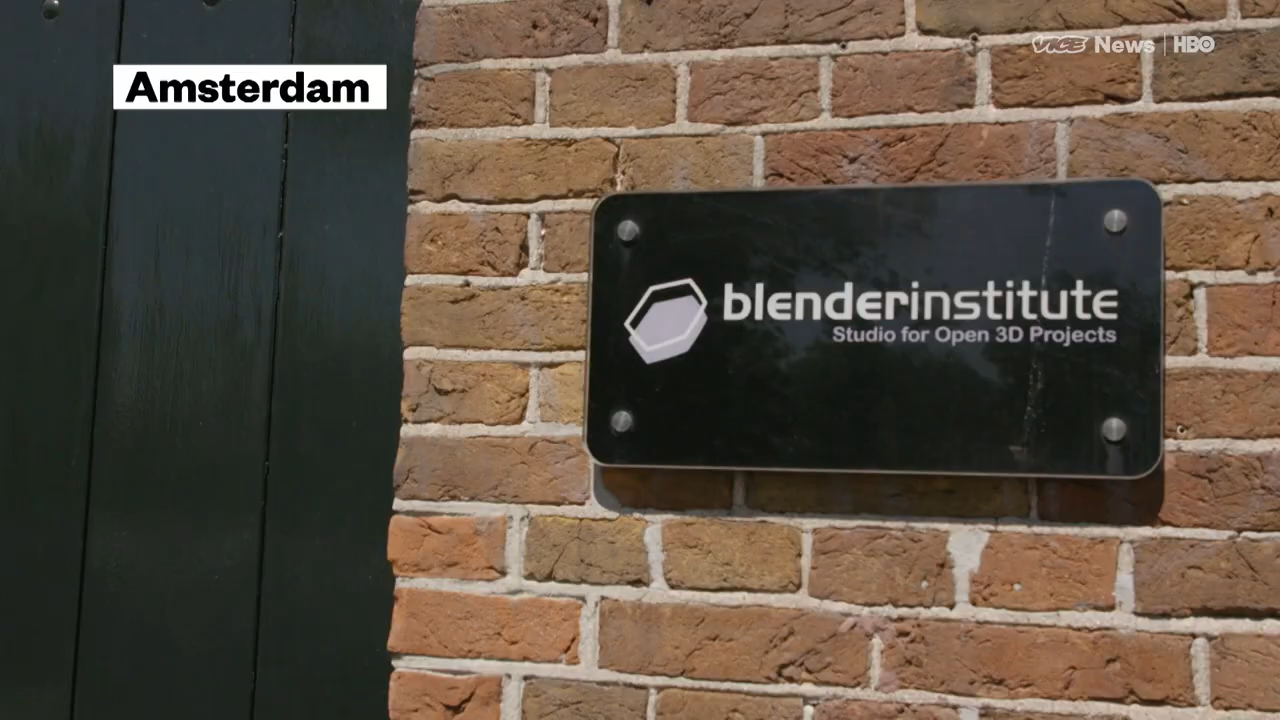 VICE News | HBO
Amsterdam
blenderinstitute
Studio for Open 3D Projects